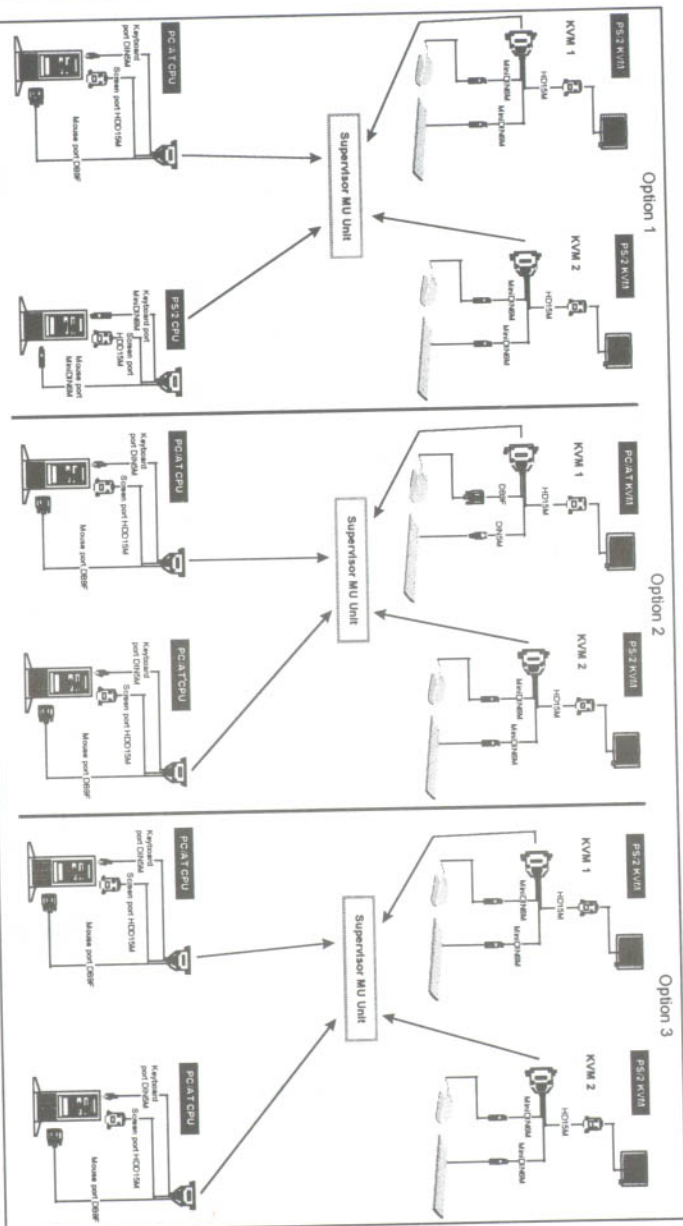 Option 1
PS/2 KVM
KVM 1
HD15M
MiniDIN6M
MiniDIN6M
PS/2 KVM
KVM 2
HD15M
MiniDIN6M
MiniDIN6M
Supervisor MU Unit
PC/AT CPU
Keyboard
port DIN5M
Screen port HDD15M
Mouse port DB9F
PS/2 CPU
Keyboard port
MiniDIN6M
Screen port
HDD15M
Mouse port
MiniDIN6M
Option 2
PC/AT KVM
KVM 1
HD15M
DB9F
DIN5M
PS/2 KVM
KVM 2
HD15M
MiniDIN6M
MiniDIN6M
Supervisor MU Unit
PC/AT CPU
Keyboard
port DIN5M
Screen port HDD15M
Mouse port DB9F
PC/AT CPU
Keyboard
port DIN5M
Screen port HDD15M
Mouse port DB9F
Option 3
PS/2 KVM
KVM 1
HD15M
MiniDIN6M
MiniDIN6M
PS/2 KVM
KVM 2
HD15M
MiniDIN6M
MiniDIN6M
Supervisor MU Unit
PC/AT CPU
Keyboard
port DIN5M
Screen port HDD15M
Mouse port DB9F
PC/AT CPU
Keyboard
port DIN5M
Screen port HDD15M
Mouse port DB9F